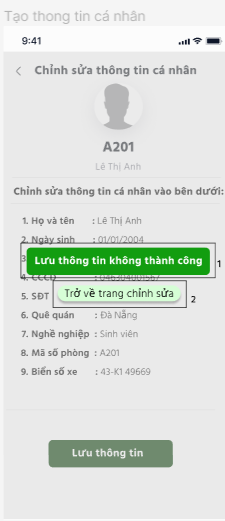 Tạo thong tin cá nhân
9:41
Chỉnh sửa thông tin cá nhân
A201
Lê Thị Anh
Chỉnh sửa thông tin cá nhân vào bên dưới:
1. Họ và tên : Lê Thị Anh
2. Ngày sinh : 01/01/2004
3
Lưu thông tin không thành công
1
4. CCCD : 046304001567
Trở về trang chỉnh sửa
2
5. SĐT
6. Quê quán : Đà Nẵng
7. Nghề nghiệp : Sinh viên
8. Mã số phòng : A201
9. Biển số xe : 43-K1 49669
Lưu thông tin